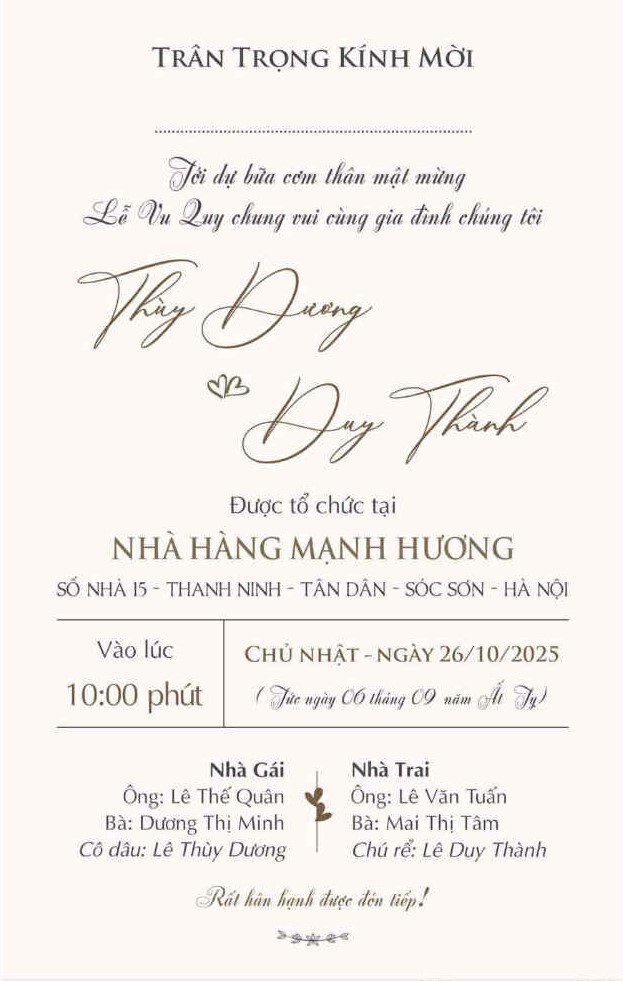 TRÂN TRỌNG KÍNH MỜI
Tới dự bữa cơm thân mật mừng
Lễ Vu Quy chung vui cùng gia đình chúng tôi
Thùy Dương
Duy Thành
Được tổ chức tại
NHÀ HÀNG MẠNH HƯƠNG
SỐ NHÀ 15 - THANH NINH - TÂN DÂN - SÓC SƠN - HÀ NỘI
Vào lúc
10:00 phút
CHỦ NHẬT - NGÀY 26/10/2025
( Tức ngày 06 tháng 09 năm Ất Tỵ)
Nhà Gái
Ông: Lê Thế Quân
Bà: Dương Thị Minh
Cô dâu: Lê Thùy Dương
Nhà Trai
Ông: Lê Văn Tuấn
Bà: Mai Thị Tâm
Chú rể: Lê Duy Thành
Rất hân hạnh được đón tiếp!